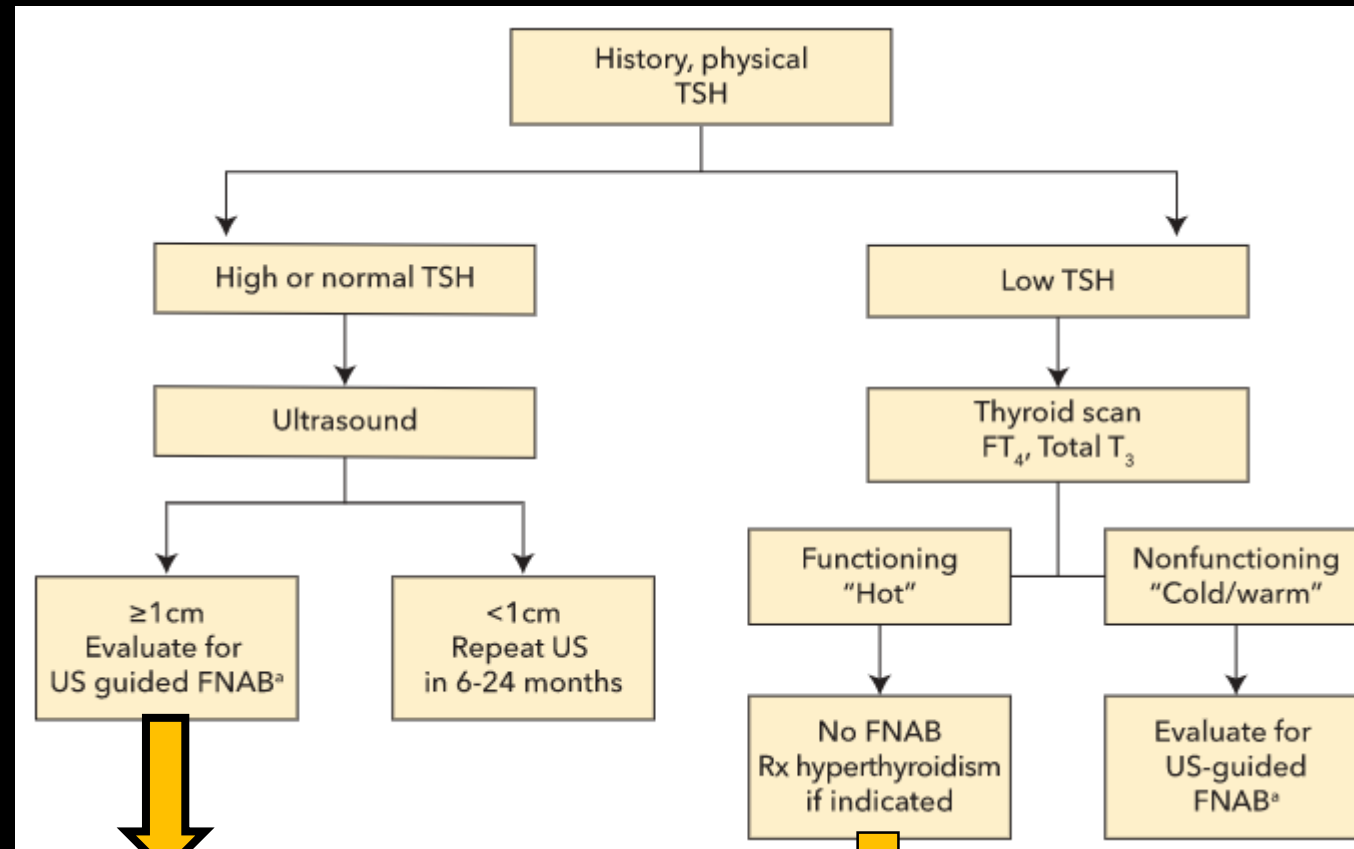 History, physical
TSH
High or normal TSH
Low TSH
Ultrasound
Thyroid scan
FT₄, Total T₃
≥1cm
Evaluate for
US guided FNABᵃ
<1cm
Repeat US
in 6-24 months
Functioning
“Hot”
Nonfunctioning
“Cold/warm”
No FNAB
Rx hyperthyroidism
if indicated
Evaluate for
US-guided
FNABᵃ